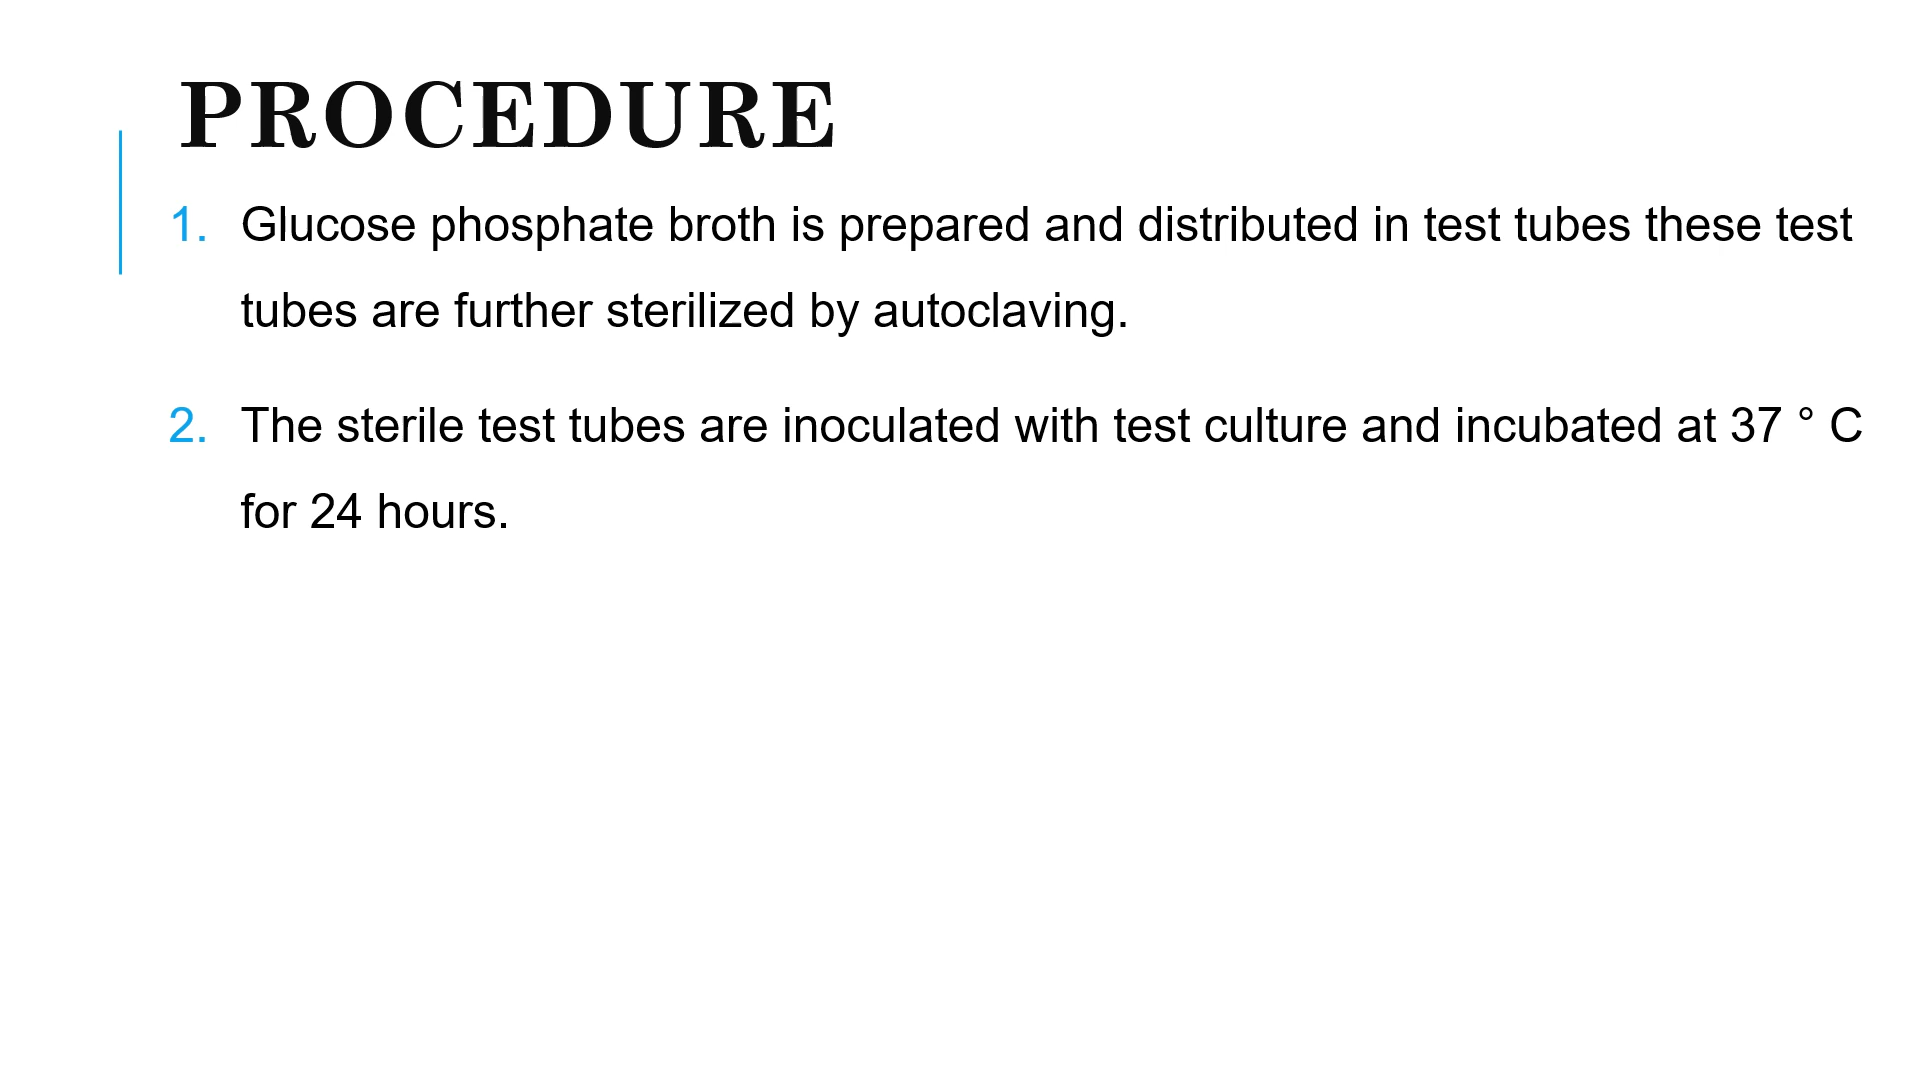 PROCEDURE
1. Glucose phosphate broth is prepared and distributed in test tubes these test
tubes are further sterilized by autoclaving.
2. The sterile test tubes are inoculated with test culture and incubated at 37 ° C
for 24 hours.